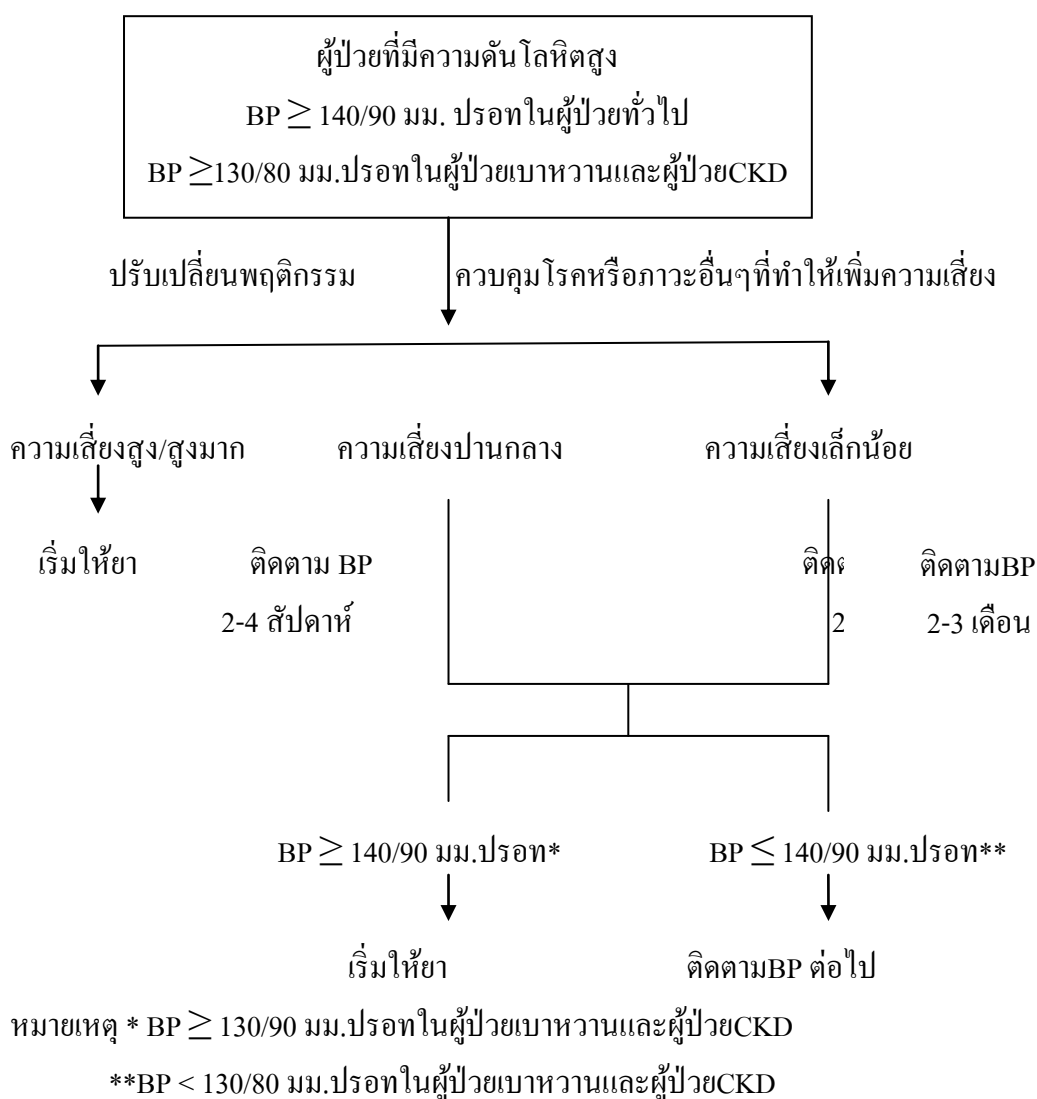 ผู้ป่วยที่มีความดันโลหิตสูง
BP ≥ 140/90 มม. ปรอทในผู้ป่วยทั่วไป
BP ≥130/80 มม.ปรอทในผู้ป่วยเบาหวานและผู้ป่วยCKD
ปรับเปลี่ยนพฤติกรรม ควบคุมโรคหรือภาวะอื่นๆที่ทำให้เพิ่มความเสี่ยง
ความเสี่ยงสูง/สูงมาก ความเสี่ยงปานกลาง ความเสี่ยงเล็กน้อย
เริ่มให้ยา ติดตาม BP ติดตามBP
2-4 สัปดาห์ 2 2-3 เดือน
BP ≥ 140/90 มม.ปรอท* BP ≤ 140/90 มม.ปรอท**
เริ่มให้ยา ติดตามBP ต่อไป
หมายเหตุ * BP ≥ 130/90 มม.ปรอทในผู้ป่วยเบาหวานและผู้ป่วยCKD
**BP < 130/80 มม.ปรอทในผู้ป่วยเบาหวานและผู้ป่วยCKD